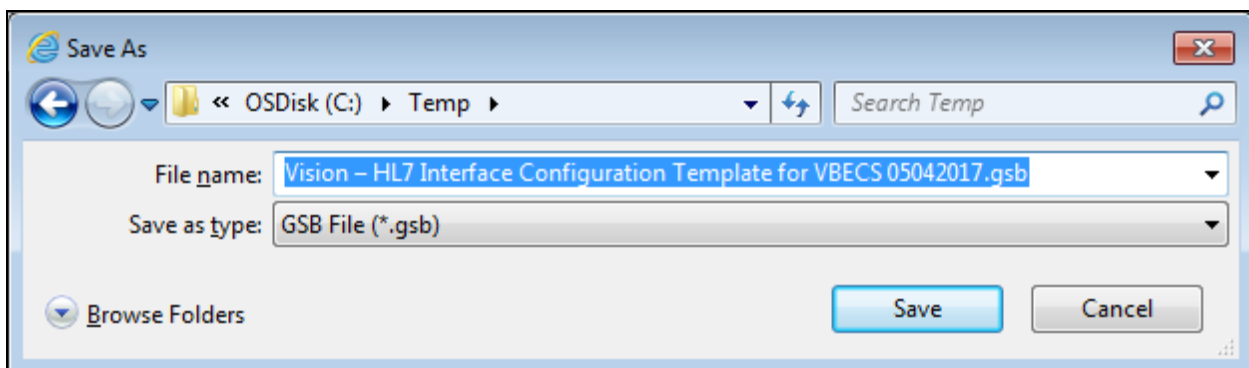 Save As
« OSDisk (C:) ▸ Temp ▸ Search Temp
File name: Vision – HL7 Interface Configuration Template for VBECS 05042017.gsb
Save as type: GSB File (*.gsb)
Browse Folders Save Cancel